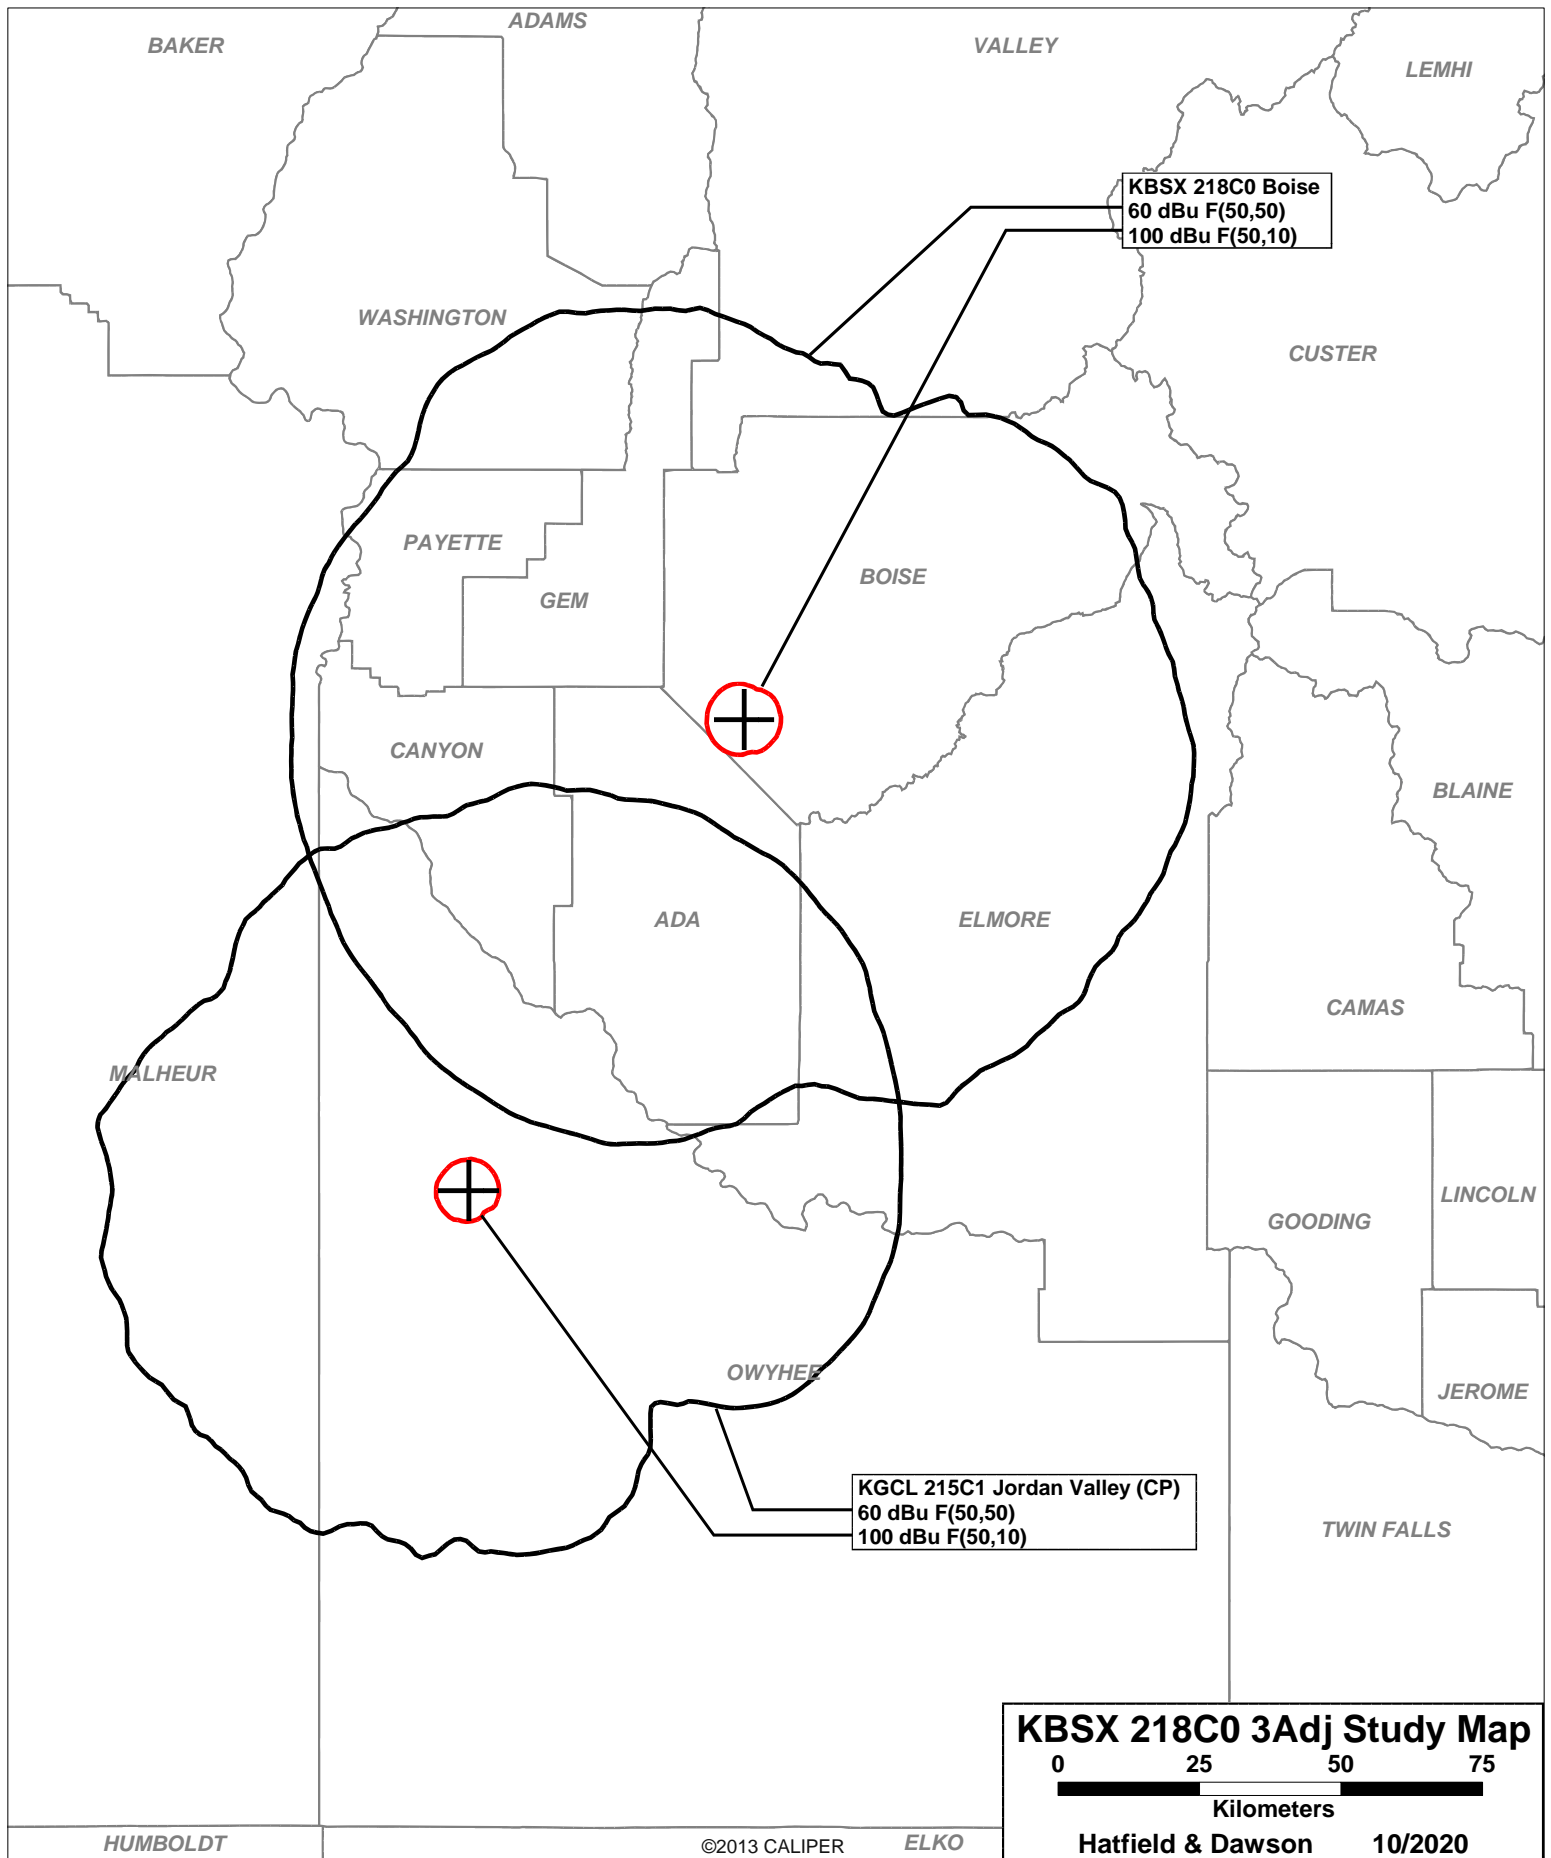 ADAMS
BAKER
VALLEY
LEMHI
KBSX 218C0 Boise
60 dBu F(50,50)
100 dBu F(50,10)
WASHINGTON
CUSTER
PAYETTE
BOISE
GEM
CANYON
BLAINE
ADA
ELMORE
CAMAS
MALHEUR
LINCOLN
GOODING
OWYHEE
JEROME
KGCL 215C1 Jordan Valley (CP)
60 dBu F(50,50)
100 dBu F(50,10)
TWIN FALLS
KBSX 218C0 3Adj Study Map
0 25 50 75
Kilometers
Hatfield & Dawson 10/2020
HUMBOLDT
©2013 CALIPER
ELKO